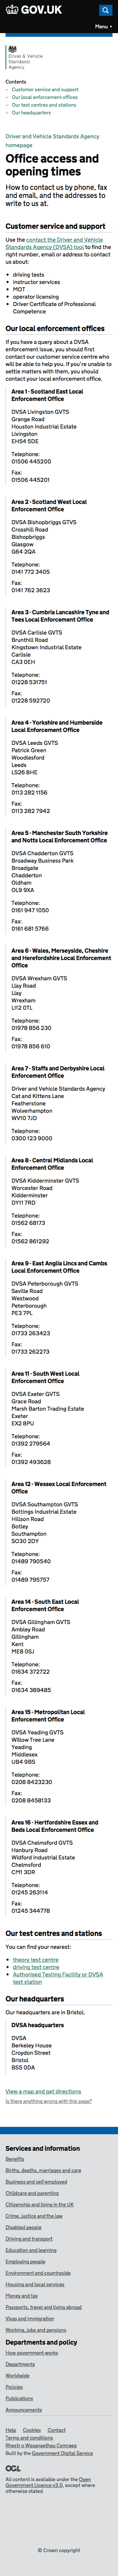 GOV.UK
Menu
Driver & Vehicle
Standards
Agency
Contents
- Customer service and support
- Our local enforcement offices
- Our test centres and stations
- Our headquarters
Driver and Vehicle Standards Agency
homepage
Office access and
opening times
How to contact us by phone, fax
and email, and the addresses to
write to us at.
Customer service and support
Use the contact the Driver and Vehicle
Standards Agency (DVSA) tool to find the
right number, email or address to contact
us about:
• driving tests
• instructor services
• MOT
• operator licensing
• Driver Certificate of Professional
Competence
Our local enforcement offices
If you have a query about a DVSA
enforcement issue, you should first
contact our customer service centre who
will be able to help you. If you're unable to
settle matters with them, you should
contact your local enforcement office.
Area 1 - Scotland East Local
Enforcement Office
DVSA Livingston GVTS
Grange Road
Houston Industrial Estate
Livingston
EH54 5DE
Telephone:
01506 445200
Fax:
01506 445201
Area 2 - Scotland West Local
Enforcement Office
DVSA Bishopbriggs GTVS
Crosshill Road
Bishopbriggs
Glasgow
G64 2QA
Telephone:
0141 772 3405
Fax:
0141 762 3623
Area 3 - Cumbria Lancashire Tyne and
Tees Local Enforcement Office
DVSA Carlisle GVTS
Brunthill Road
Kingstown Industrial Estate
Carlisle
CA3 0EH
Telephone:
01228 531751
Fax:
01228 592720
Area 4 - Yorkshire and Humberside
Local Enforcement Office
DVSA Leeds GVTS
Patrick Green
Woodlesford
Leeds
LS26 8HE
Telephone:
0113 282 1156
Fax:
0113 282 7942
Area 5 - Manchester South Yorkshire
and Notts Local Enforcement Office
DVSA Chadderton GVTS
Broadway Business Park
Broadgate
Chadderton
Oldham
OL9 9XA
Telephone:
0161 947 1050
Fax:
0161 681 5766
Area 6 - Wales, Merseyside, Cheshire
and Herefordshire Local Enforcement
Office
DVSA Wrexham GVTS
Llay Road
Llay
Wrexham
Ll12 0TL
Telephone:
01978 856 230
Fax:
01978 856 610
Area 7 - Staffs and Derbyshire Local
Enforcement Office
Driver and Vehicle Standards Agency
Cat and Kittens Lane
Featherstone
Wolverhampton
WV10 7JD
Telephone:
0300 123 9000
Area 8 - Central Midlands Local
Enforcement Office
DVSA Kidderminster GVTS
Worcester Road
Kidderminster
DY11 7RD
Telephone:
01562 68173
Fax:
01562 861292
Area 9 - East Anglia Lincs and Cambs
Local Enforcement Office
DVSA Peterborough GVTS
Saville Road
Westwood
Peterborough
PE3 7PL
Telephone:
01733 263423
Fax:
01733 262273
Area 11 - South West Local
Enforcement Office
DVSA Exeter GVTS
Grace Road
Marsh Barton Trading Estate
Exeter
EX2 8PU
Telephone:
01392 279564
Fax:
01392 493628
Area 12 - Wessex Local Enforcement
Office
DVSA Southampton GVTS
Bottings Industrial Estate
Hillson Road
Botley
Southampton
SO30 2DY
Telephone:
01489 790540
Fax:
01489 795757
Area 14 - South East Local
Enforcement Office
DVSA Gillingham GVTS
Ambley Road
Gillingham
Kent
ME8 0SJ
Telephone:
01634 372722
Fax:
01634 389485
Area 15 - Metropolitan Local
Enforcement Office
DVSA Yeading GVTS
Willow Tree Lane
Yeading
Middlesex
UB4 9BS
Telephone:
0208 8423230
Fax:
0208 8458133
Area 16 - Hertfordshire Essex and
Beds Local Enforcement Office
DVSA Chelmsford GVTS
Hanbury Road
Widford Industrial Estate
Chelmsford
CM1 3DR
Telephone:
01245 263114
Fax:
01245 344778
Our test centres and stations
You can find your nearest:
• theory test centre
• driving test centre
• Authorised Testing Facility or DVSA
test station
Our headquarters
Our headquarters are in Bristol.
DVSA headquarters
DVSA
Berkeley House
Croydon Street
Bristol
BS5 0DA
View a map and get directions
Is there anything wrong with this page?
Services and information
Benefits
Births, deaths, marriages and care
Business and self-employed
Childcare and parenting
Citizenship and living in the UK
Crime, justice and the law
Disabled people
Driving and transport
Education and learning
Employing people
Environment and countryside
Housing and local services
Money and tax
Passports, travel and living abroad
Visas and immigration
Working, jobs and pensions
Departments and policy
How government works
Departments
Worldwide
Policies
Publications
Announcements
Help Cookies Contact
Terms and conditions
Rhestr o Wasanaethau Cymraeg
Built by the Government Digital Service
OGL
All content is available under the Open
Government Licence v3.0, except where
otherwise stated
© Crown copyright